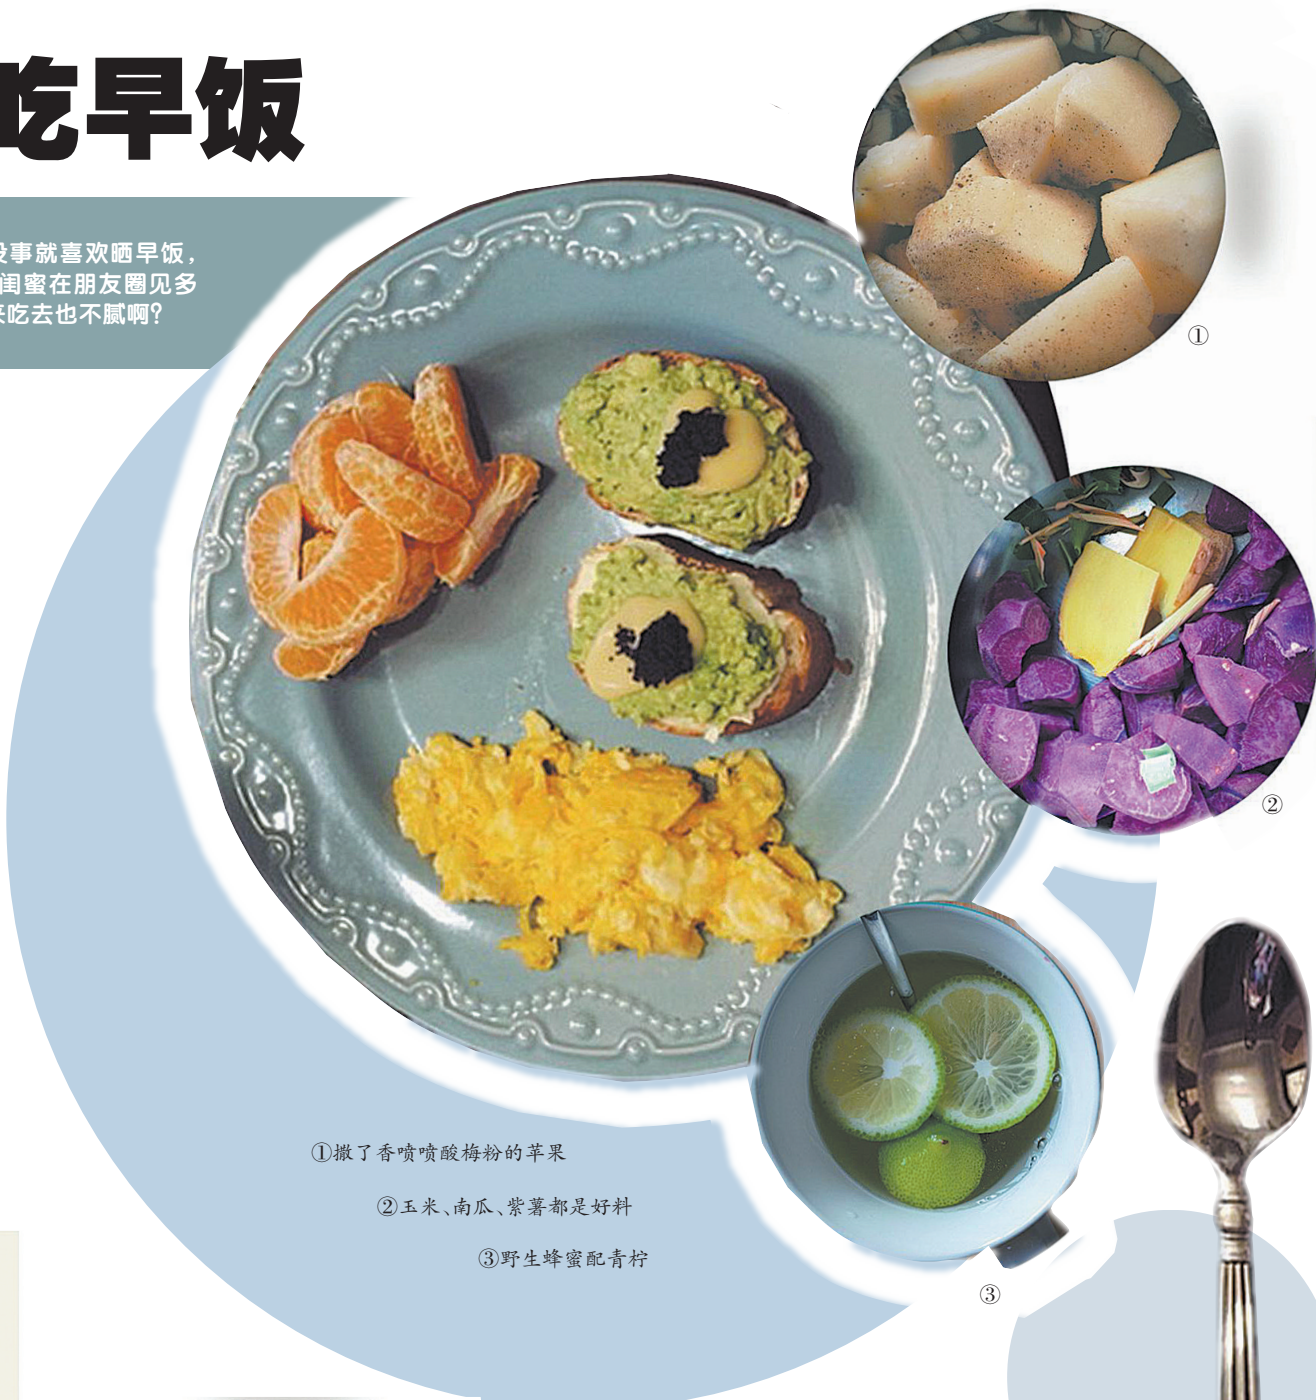 吃早饭
没事就喜欢晒早饭，
闺蜜在朋友圈见多
来吃去也不腻啊？
①
②
①撒了香喷喷酸梅粉的苹果
②玉米、南瓜、紫薯都是好料
③野生蜂蜜配青柠
③